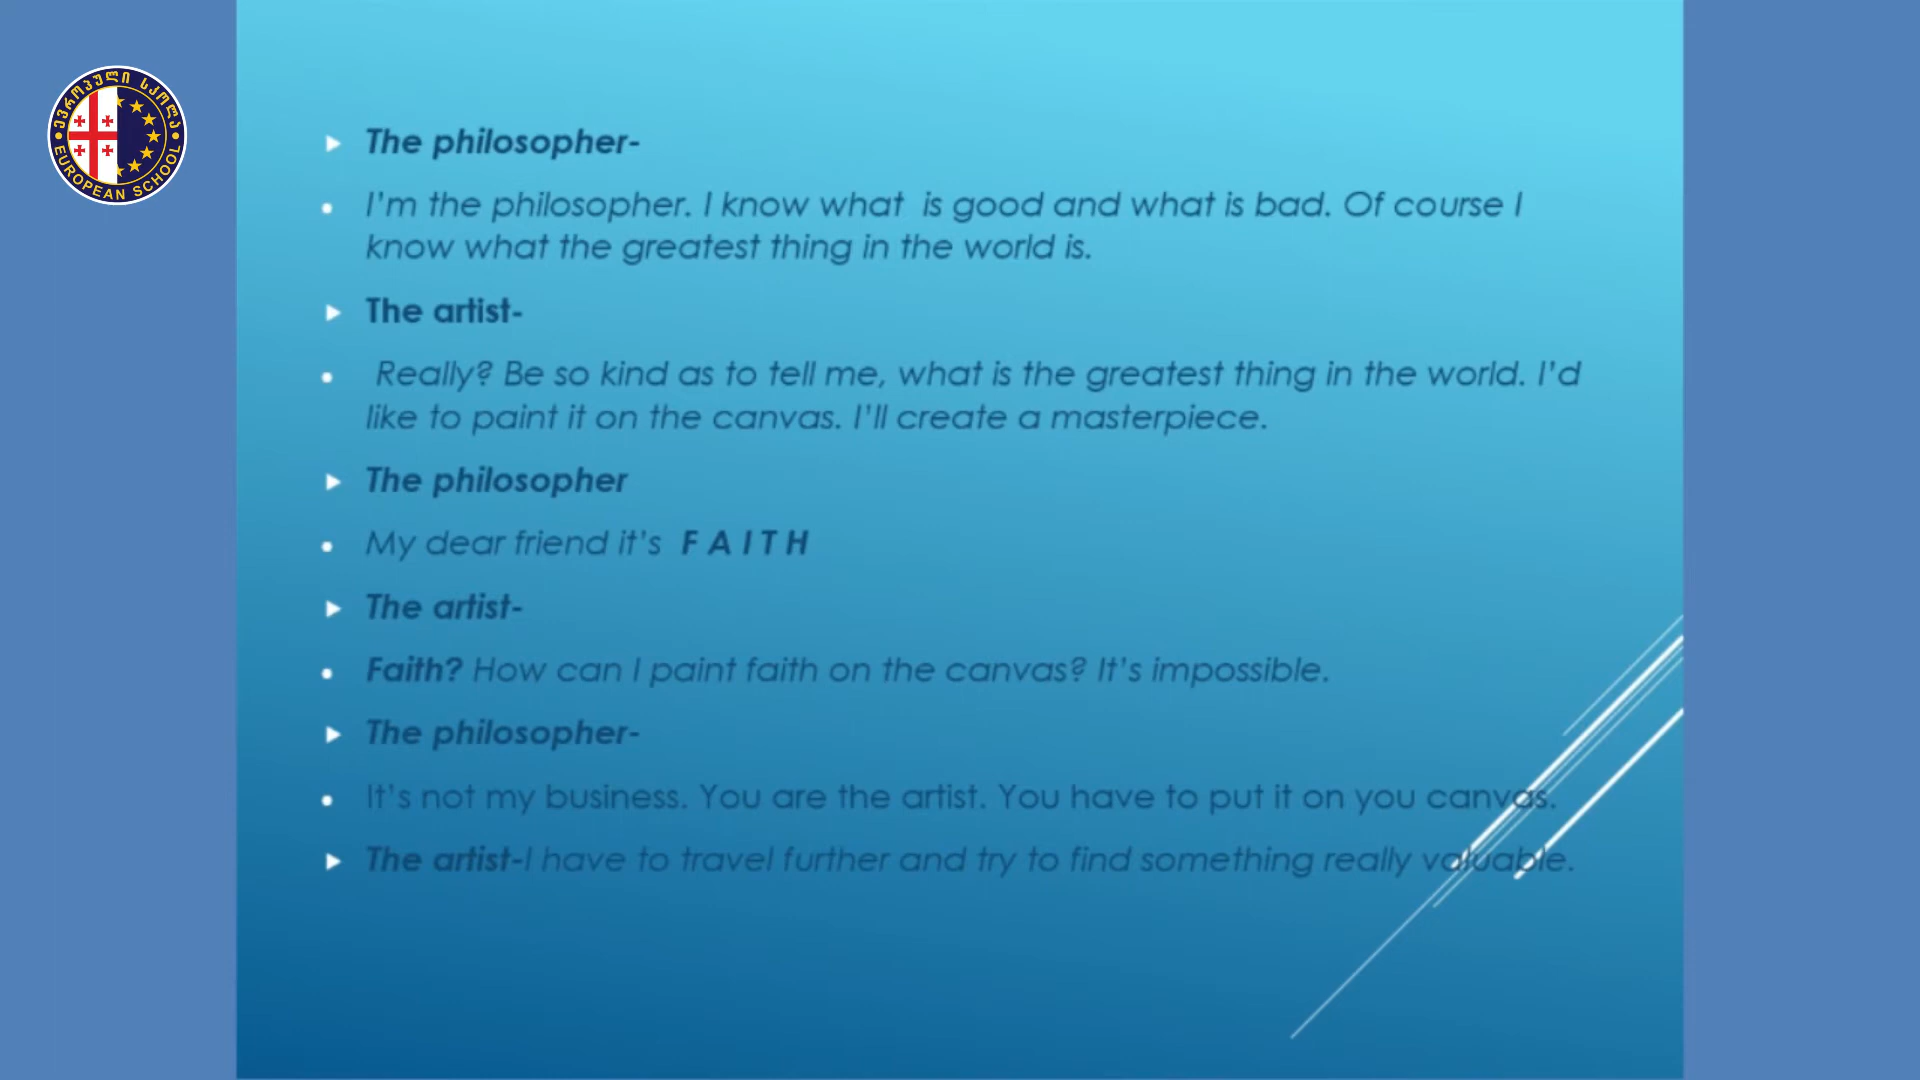 ევროპული სკოლა
EUROPEAN SCHOOL
The philosopher-
I'm the philosopher. I know what is good and what is bad. Of course I
know what the greatest thing in the world is.
The artist-
Really? Be so kind as to tell me, what is the greatest thing in the world. I'd
like to paint it on the canvas. I'll create a masterpiece.
The philosopher
My dear friend it's F A I T H
The artist-
Faith? How can I paint faith on the canvas? It's impossible.
The philosopher-
It's not my business. You are the artist. You have to put it on you canvas.
The artist-I have to travel further and try to find something really valuable.